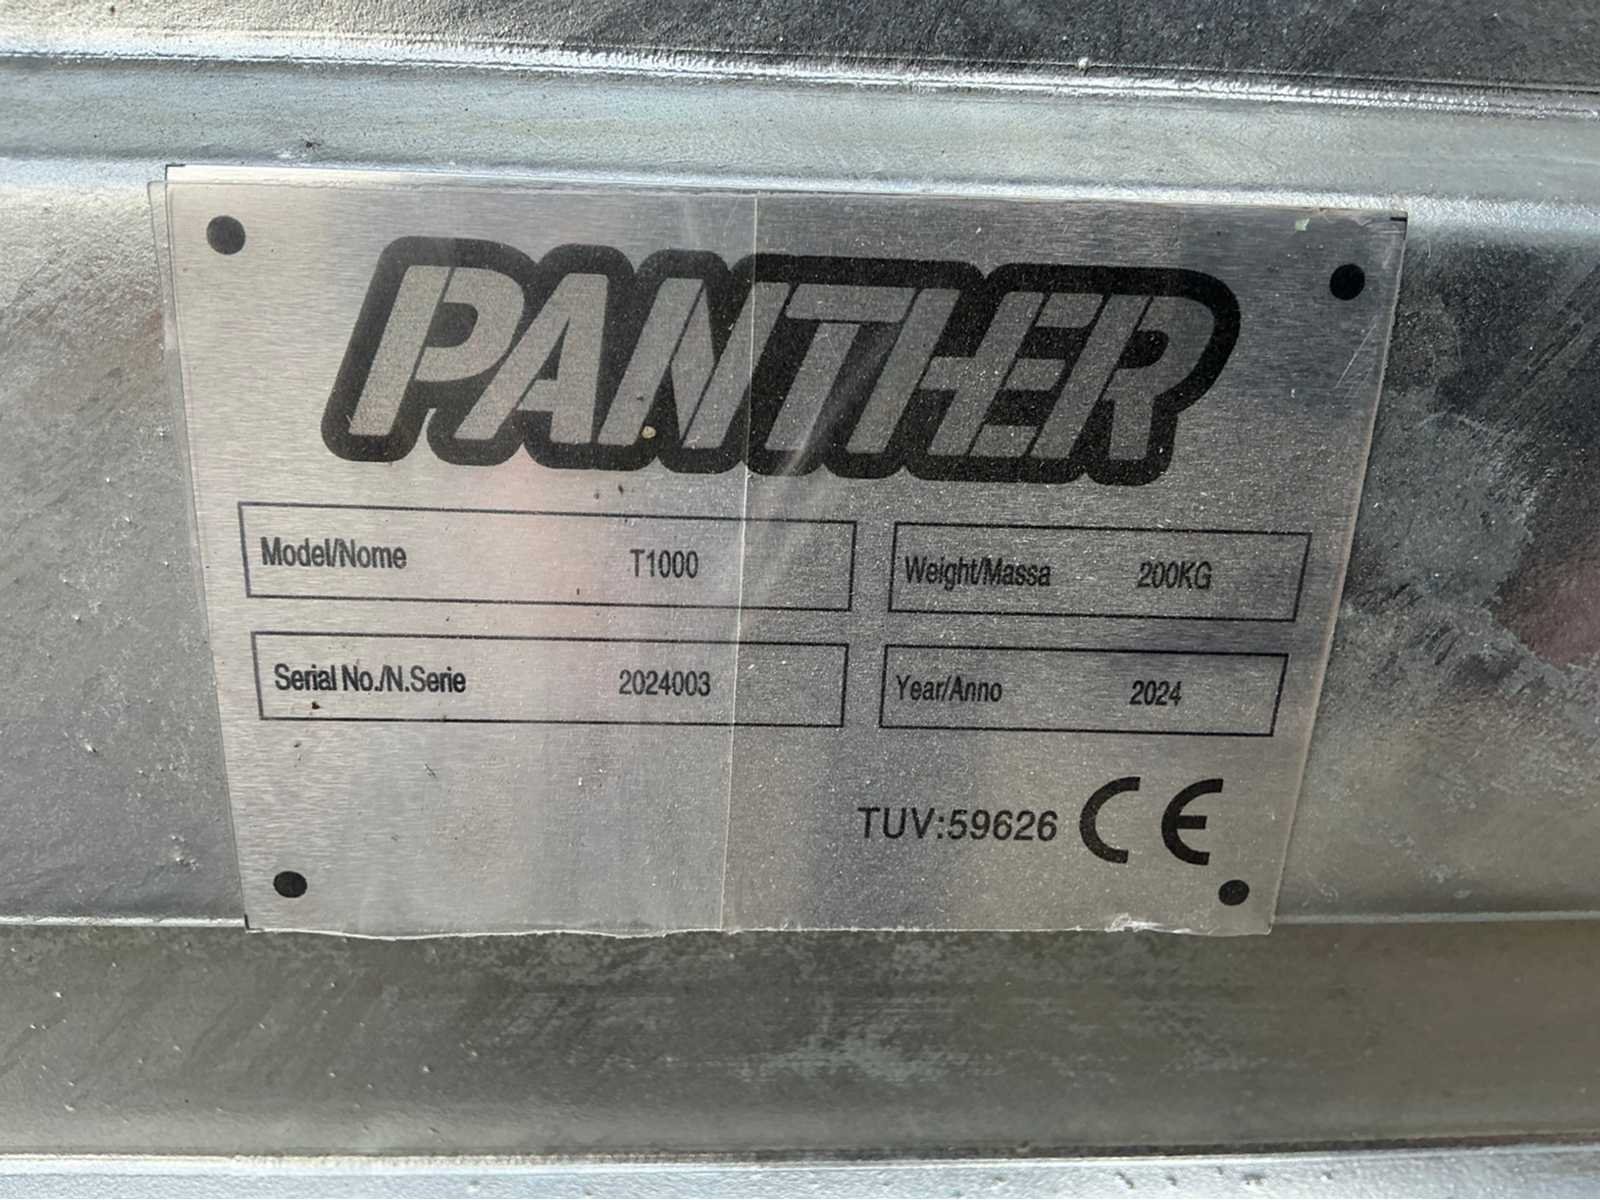 PANTHER
Model/Nome T1000 Weight/Massa 200KG
Serial No./N.Serie 2024003 Year/Anno 2024
TUV:59626 CE